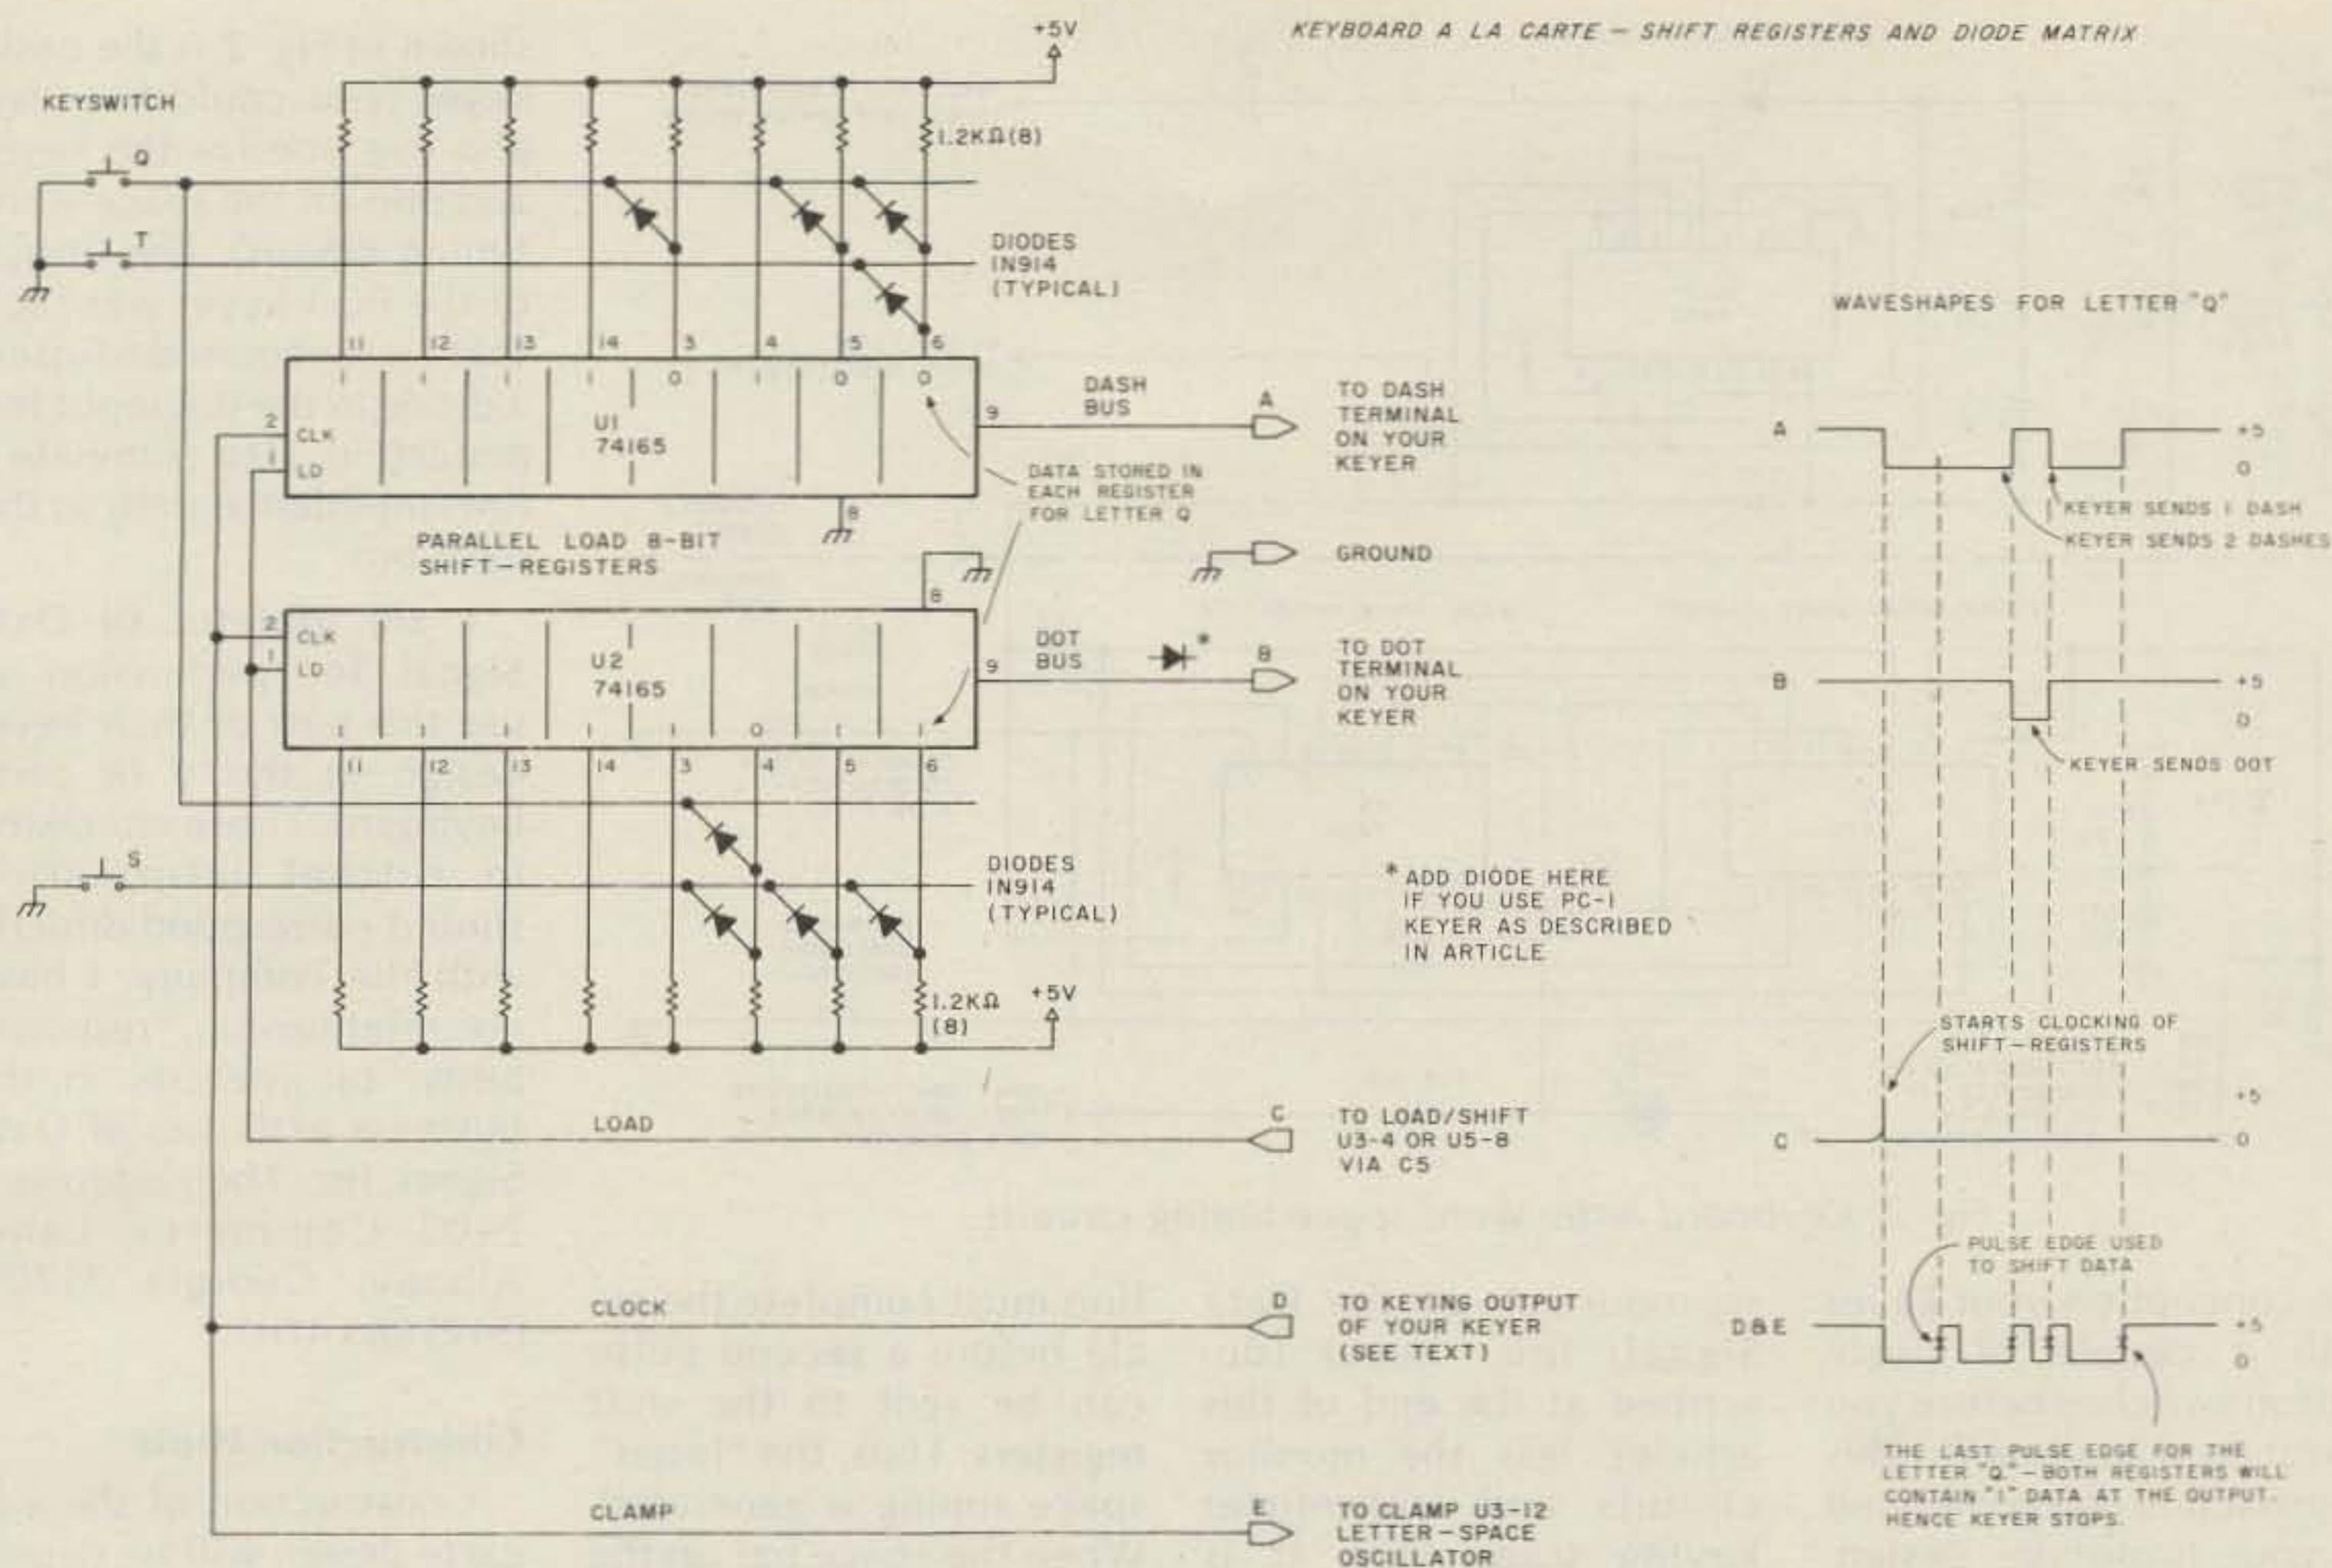 KEYBOARD A LA CARTE — SHIFT REGISTERS AND DIODE MATRIX
+5V
KEYSWITCH
1.2KΩ(8)
Q
T
DIODES
IN914
(TYPICAL)
11 12 13 14 3 4 5 6
1 1 1 1 0 1 0 0
2 CLK
1 LD
U1
74165
9
8
DASH
BUS
A
TO DASH
TERMINAL
ON YOUR
KEYER
DATA STORED IN
EACH REGISTER
FOR LETTER Q
PARALLEL LOAD 8-BIT
SHIFT—REGISTERS
GROUND
8
2 CLK
1 LD
U2
74165
9
DOT
BUS
*
B
TO DOT
TERMINAL
ON YOUR
KEYER
1 1 1 1 1 0 1 1
11 12 13 14 3 4 5 6
S
DIODES
IN914
(TYPICAL)
* ADD DIODE HERE
IF YOU USE PC-1
KEYER AS DESCRIBED
IN ARTICLE
1.2KΩ
(8)
+5V
LOAD
C
TO LOAD/SHIFT
U3-4 OR U5-8
VIA C5
CLOCK
D
TO KEYING OUTPUT
OF YOUR KEYER
(SEE TEXT)
CLAMP
E
TO CLAMP U3-12
LETTER—SPACE
OSCILLATOR
WAVESHAPES FOR LETTER "Q"
A
+5
0
KEYER SENDS 1 DASH
KEYER SENDS 2 DASHES
B
+5
0
KEYER SENDS DOT
STARTS CLOCKING OF
SHIFT—REGISTERS
C
+5
0
PULSE EDGE USED
TO SHIFT DATA
D&E
+5
0
THE LAST PULSE EDGE FOR THE
LETTER "Q"—BOTH REGISTERS WILL
CONTAIN "1" DATA AT THE OUTPUT.
HENCE KEYER STOPS.